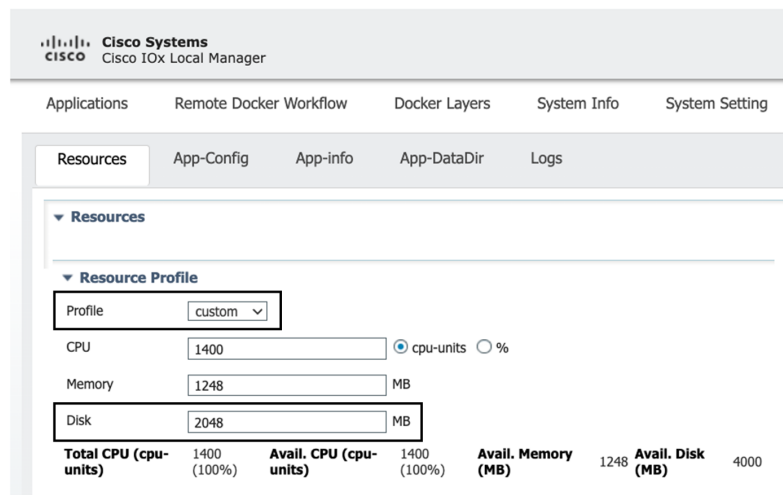 Cisco Systems
CISCO Cisco IOx Local Manager
Applications Remote Docker Workflow Docker Layers System Info System Setting
Resources App-Config App-info App-DataDir Logs
Resources
Resource Profile
Profile custom
CPU 1400 cpu-units %
Memory 1248 MB
Disk 2048 MB
Total CPU (cpu- 1400 Avail. CPU (cpu- 1400 Avail. Memory 1248 Avail. Disk 4000
units) (100%) units) (100%) (MB) (MB)